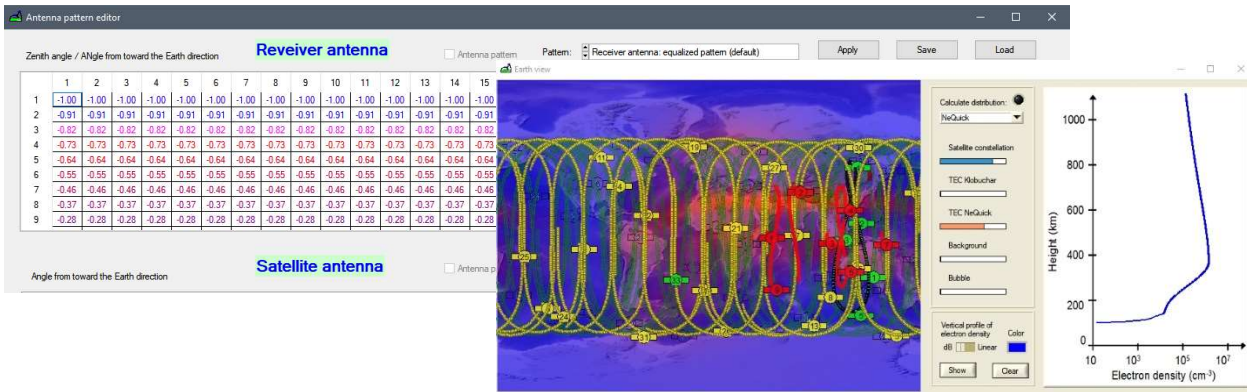 Antenna pattern editor
Zenith angle / ANgle from toward the Earth direction
Reveiver antenna
Antenna pattern
Pattern:
Receiver antenna: equalized pattern (default)
Apply
Save
Load
1 2 3 4 5 6 7 8 9 10 11 12 13 14 15
1 -1.00 -1.00 -1.00 -1.00 -1.00 -1.00 -1.00 -1.00 -1.00 -1.00 -1.00 -1.00 -1.00 -1.00 -1.00
2 -0.91 -0.91 -0.91 -0.91 -0.91 -0.91 -0.91 -0.91 -0.91 -0.91 -0.91 -0.91 -0.91 -0.91 -0.91
3 -0.82 -0.82 -0.82 -0.82 -0.82 -0.82 -0.82 -0.82 -0.82 -0.82 -0.82 -0.82 -0.82 -0.82 -0.82
4 -0.73 -0.73 -0.73 -0.73 -0.73 -0.73 -0.73 -0.73 -0.73 -0.73 -0.73 -0.73 -0.73 -0.73 -0.73
5 -0.64 -0.64 -0.64 -0.64 -0.64 -0.64 -0.64 -0.64 -0.64 -0.64 -0.64 -0.64 -0.64 -0.64 -0.64
6 -0.55 -0.55 -0.55 -0.55 -0.55 -0.55 -0.55 -0.55 -0.55 -0.55 -0.55 -0.55 -0.55 -0.55 -0.55
7 -0.46 -0.46 -0.46 -0.46 -0.46 -0.46 -0.46 -0.46 -0.46 -0.46 -0.46 -0.46 -0.46 -0.46 -0.46
8 -0.37 -0.37 -0.37 -0.37 -0.37 -0.37 -0.37 -0.37 -0.37 -0.37 -0.37 -0.37 -0.37 -0.37 -0.37
9 -0.28 -0.28 -0.28 -0.28 -0.28 -0.28 -0.28 -0.28 -0.28 -0.28 -0.28 -0.28 -0.28 -0.28 -0.28
Angle from toward the Earth direction
Satellite antenna
Antenna p
Earth view
30
19
11
27
21
25
33
24
13
31
8
Calculate distribution:
NeQuick
Satellite constellation
TEC Klobuchar
TEC NeQuick
Background
Bubble
Vertical profile of
electron density
Color
dB
Linear
Show
Clear
Height (km)
1000
800
600
400
200
0
10 10³ 10⁵ 10⁷
Electron density (cm⁻³)